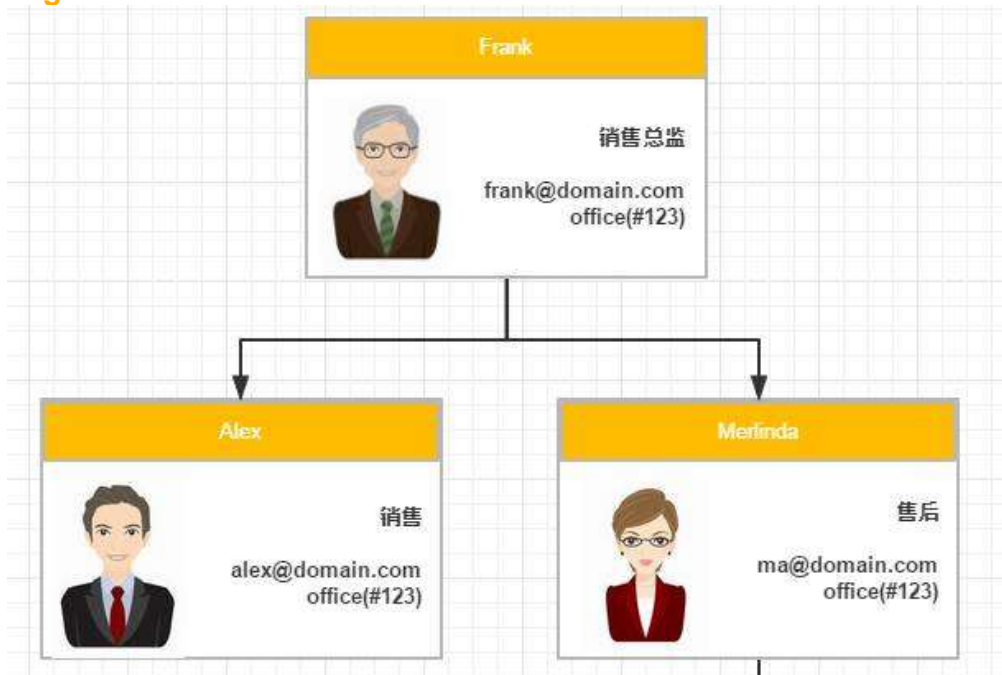 Frank
销售总监
frank@domain.com
office(#123)
Alex
销售
alex@domain.com
office(#123)
Merlinda
售后
ma@domain.com
office(#123)